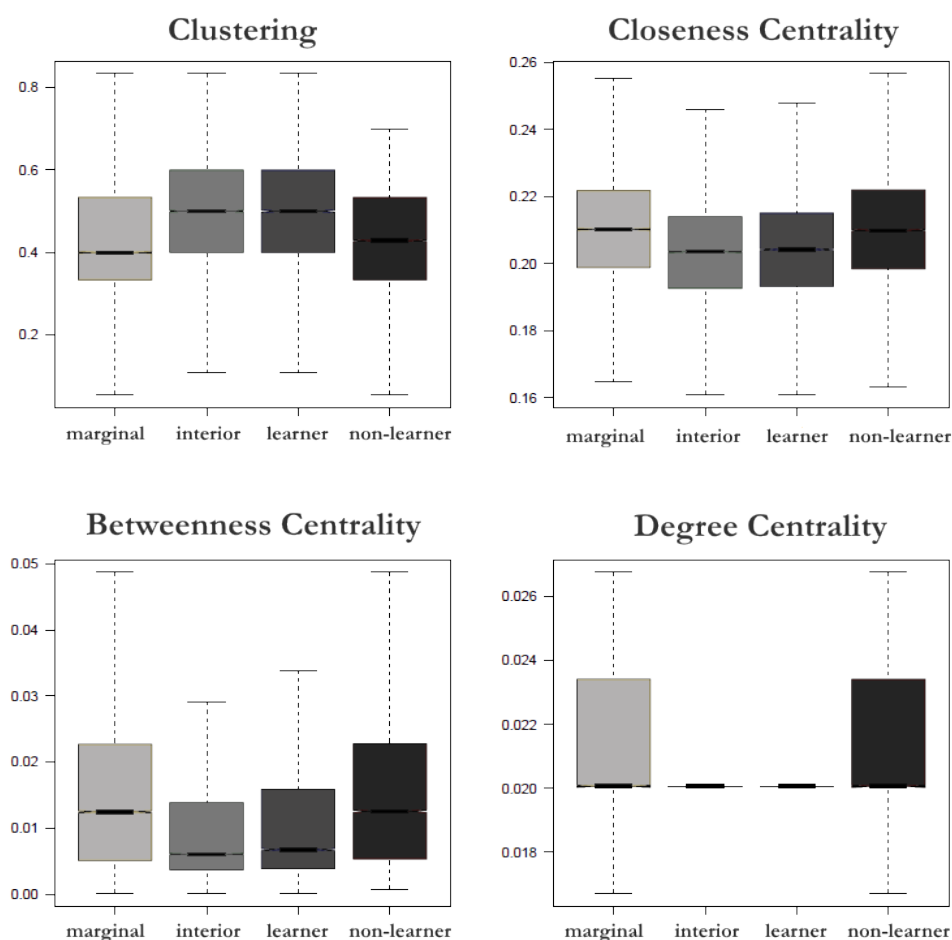 Clustering
0.8
0.6
0.4
0.2
marginal interior learner non-learner
Closeness Centrality
0.26
0.24
0.22
0.20
0.18
0.16
marginal interior learner non-learner
Betweenness Centrality
0.05
0.04
0.03
0.02
0.01
0.00
marginal interior learner non-learner
Degree Centrality
0.026
0.024
0.022
0.020
0.018
marginal interior learner non-learner